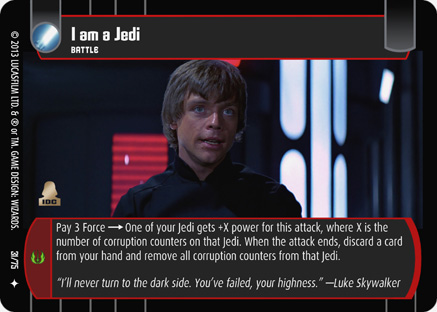 I am a Jedi
BATTLE
© 2013 LUCASFILM LTD. & ® or TM. GAME DESIGN: WIZARDS.
IDC
Pay 3 Force → One of your Jedi gets +X power for this attack, where X is the
number of corruption counters on that Jedi. When the attack ends, discard a card
from your hand and remove all corruption counters from that Jedi.
"I'll never turn to the dark side. You've failed, your highness." —Luke Skywalker